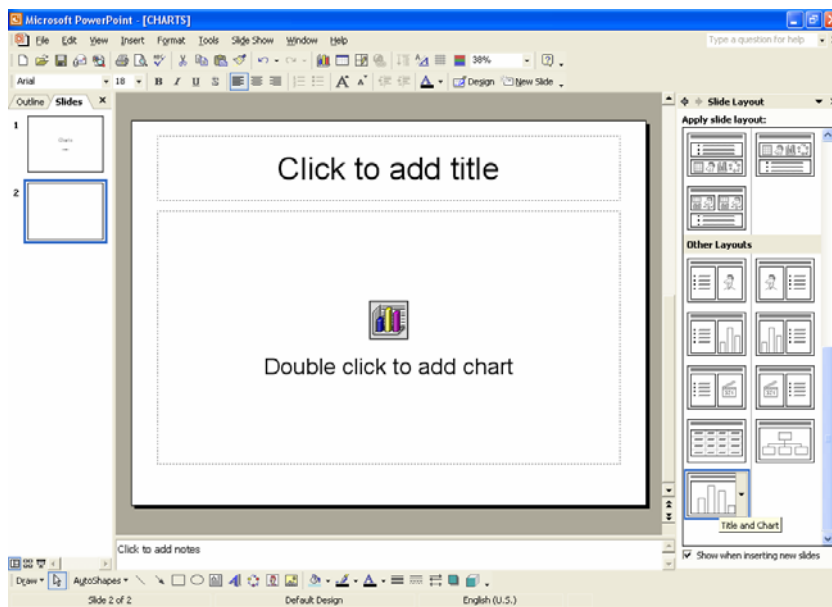 Microsoft PowerPoint - [CHARTS]
File Edit View Insert Format Tools Slide Show Window Help
Type a question for help
38%
Arial 18 B I U S A A A Design New Slide
Outline Slides X
Slide Layout
Apply slide layout:
1
Charts
2
Click to add title
Double click to add chart
Other Layouts
Title and Chart
Click to add notes
Show when inserting new slides
Draw AutoShapes A A
Slide 2 of 2 Default Design English (U.S.)